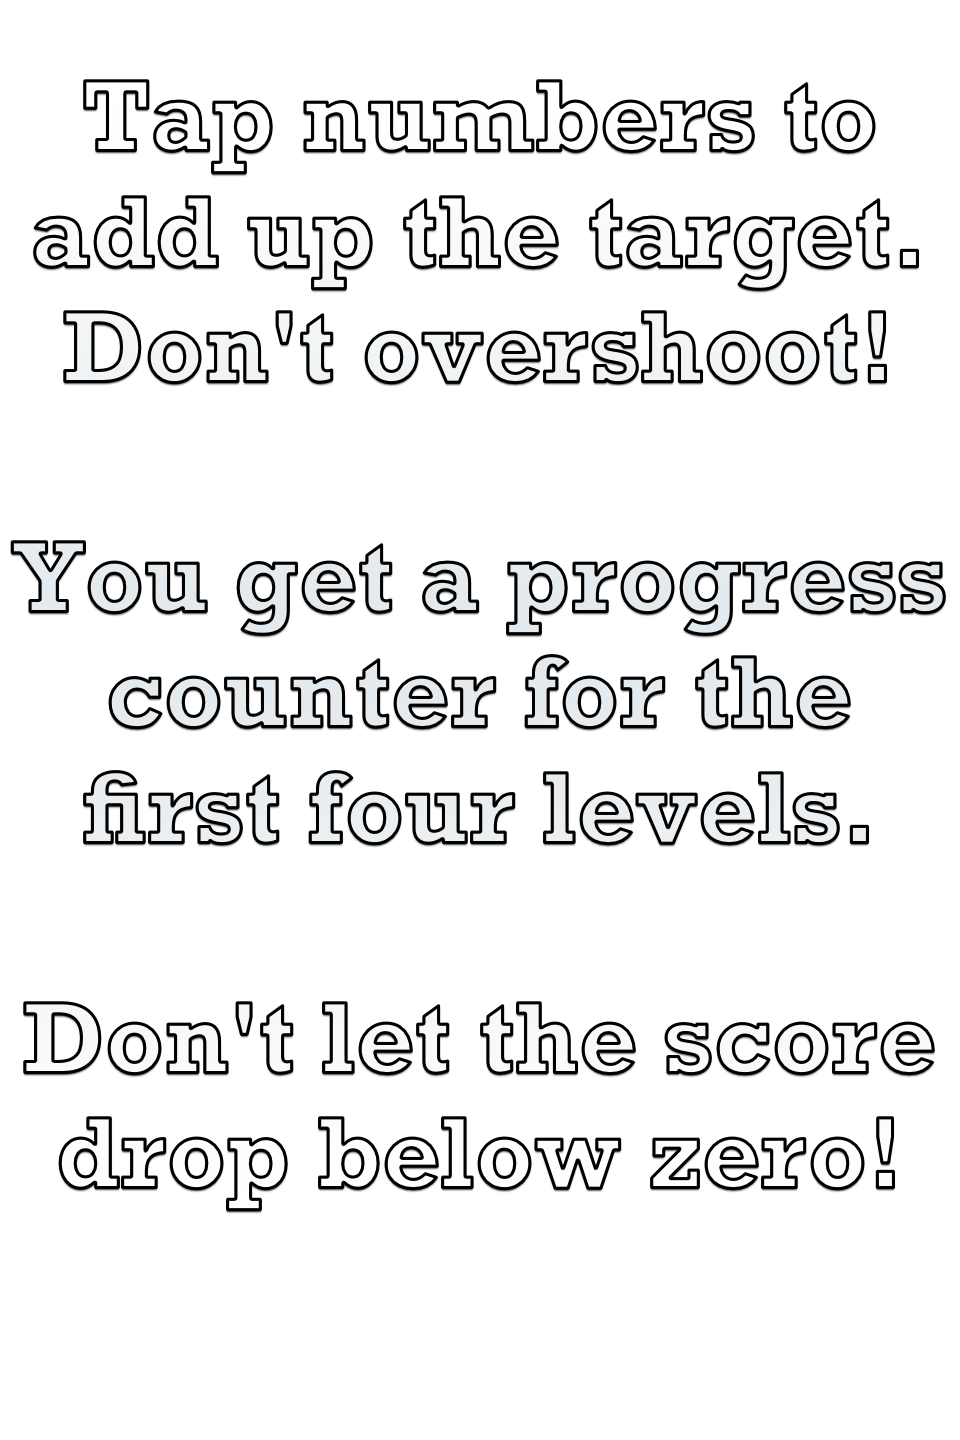 Tap numbers to
add up the target.
Don't overshoot!
You get a progress
counter for the
first four levels.
Don't let the score
drop below zero!